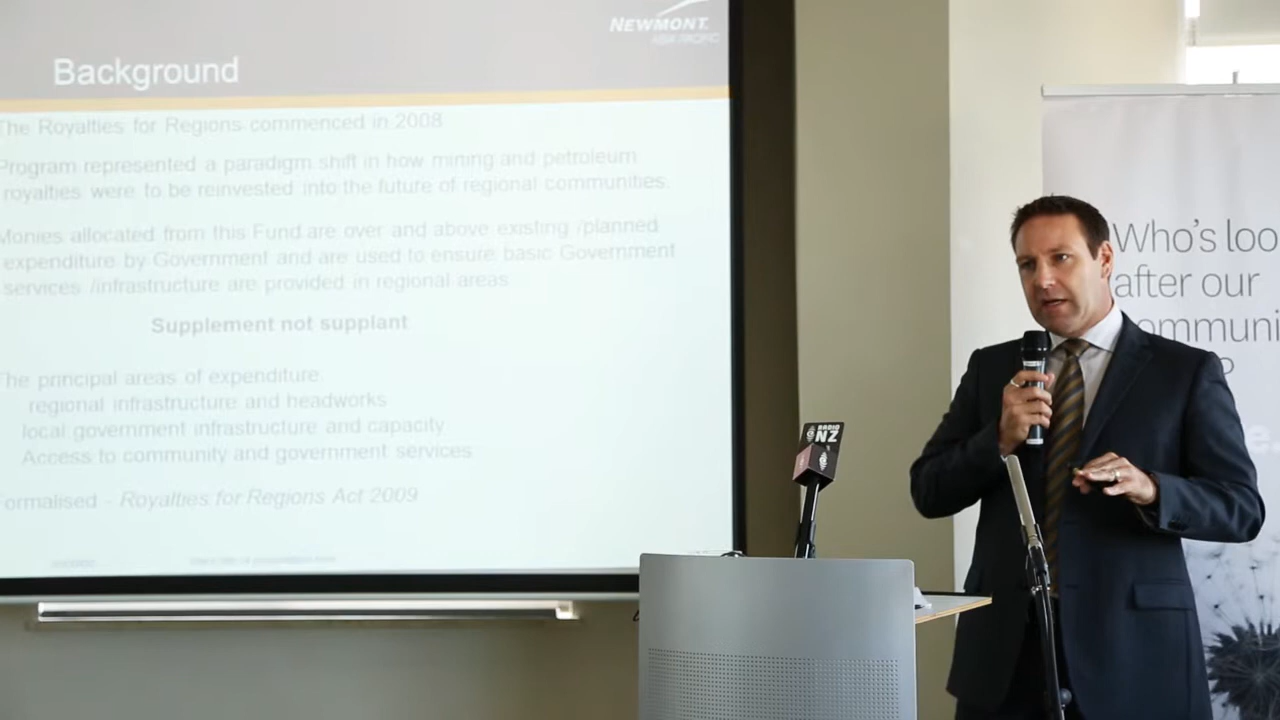 NEWMONT.
ASIA PACIFIC
Background
The Royalties for Regions commenced in 2008
Program represented a paradigm shift in how mining and petroleum
royalties were to be reinvested into the future of regional communities.
Monies allocated from this Fund are over and above existing /planned
expenditure by Government and are used to ensure basic Government
services /infrastructure are provided in regional areas
Supplement not supplant
The principal areas of expenditure.
regional infrastructure and headworks
local government infrastructure and capacity
Access to community and government services
ormalised - Royalties for Regions Act 2009
RADIO
NZ
Who's loo
after our
communi
?